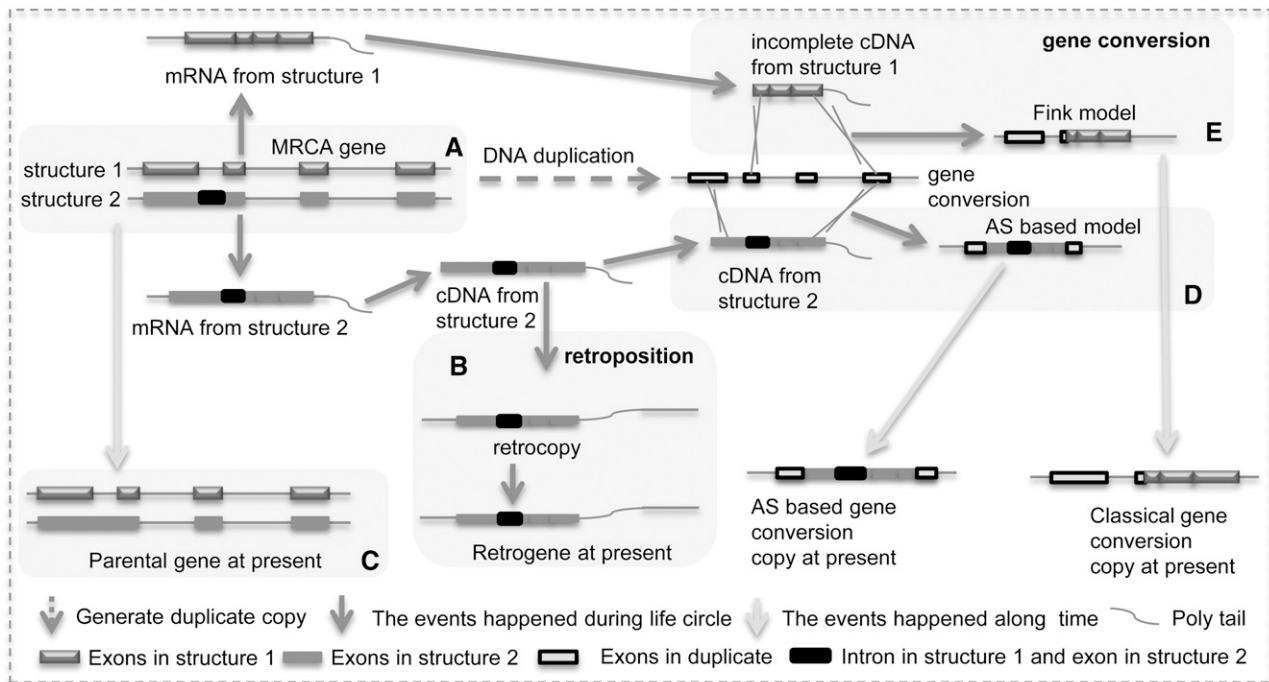 mRNA from structure 1
incomplete cDNA
from structure 1
gene conversion
Fink model
E
A
MRCA gene
structure 1
structure 2
DNA duplication
gene
conversion
AS based model
D
cDNA from
structure 2
mRNA from structure 2
cDNA from
structure 2
B
retroposition
retrocopy
Retrogene at present
Parental gene at present
C
AS based gene
conversion
copy at present
Classical gene
conversion
copy at present
Generate duplicate copy
The events happened during life circle
The events happened along time
Poly tail
Exons in structure 1
Exons in structure 2
Exons in duplicate
Intron in structure 1 and exon in structure 2